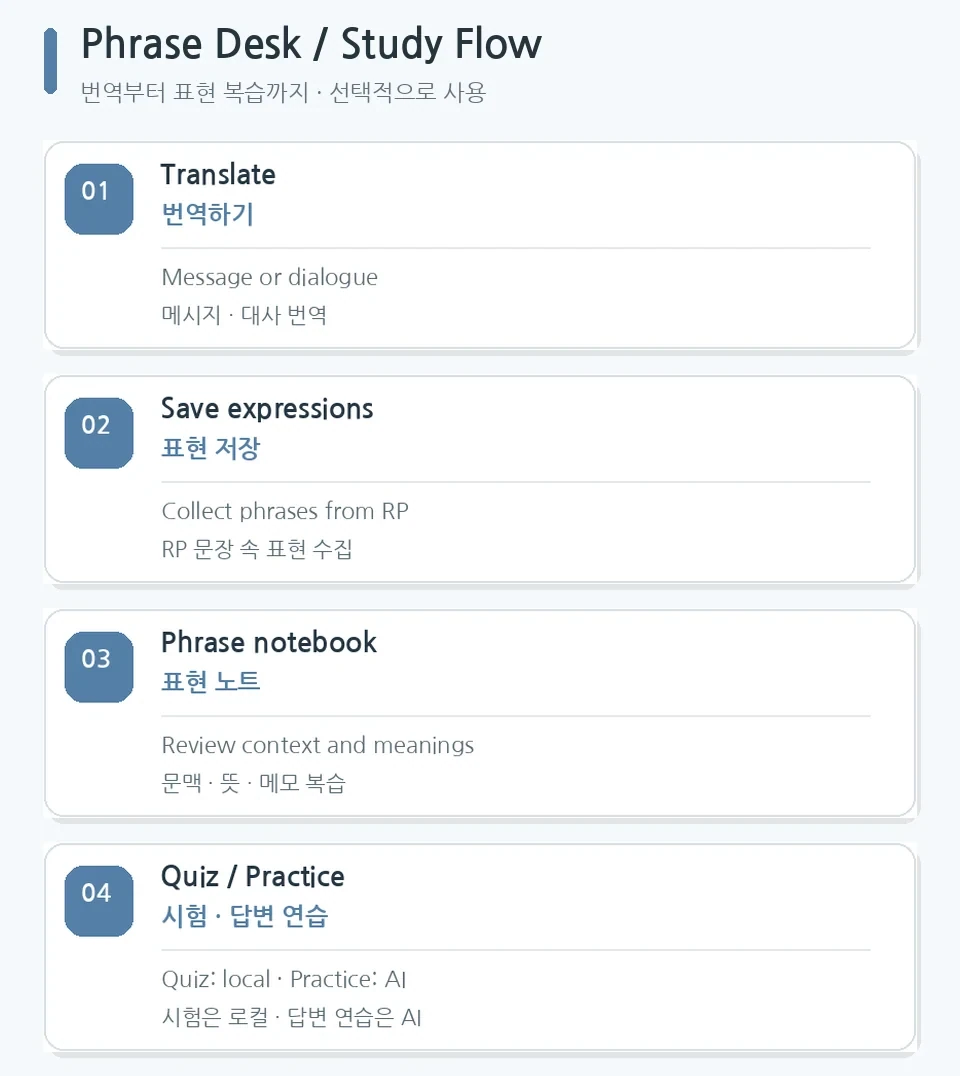 Phrase Desk / Study Flow
번역부터 표현 복습까지 · 선택적으로 사용
01
Translate
번역하기
Message or dialogue
메시지 · 대사 번역
02
Save expressions
표현 저장
Collect phrases from RP
RP 문장 속 표현 수집
03
Phrase notebook
표현 노트
Review context and meanings
문맥 · 뜻 · 메모 복습
04
Quiz / Practice
시험 · 답변 연습
Quiz: local · Practice: AI
시험은 로컬 · 답변 연습은 AI